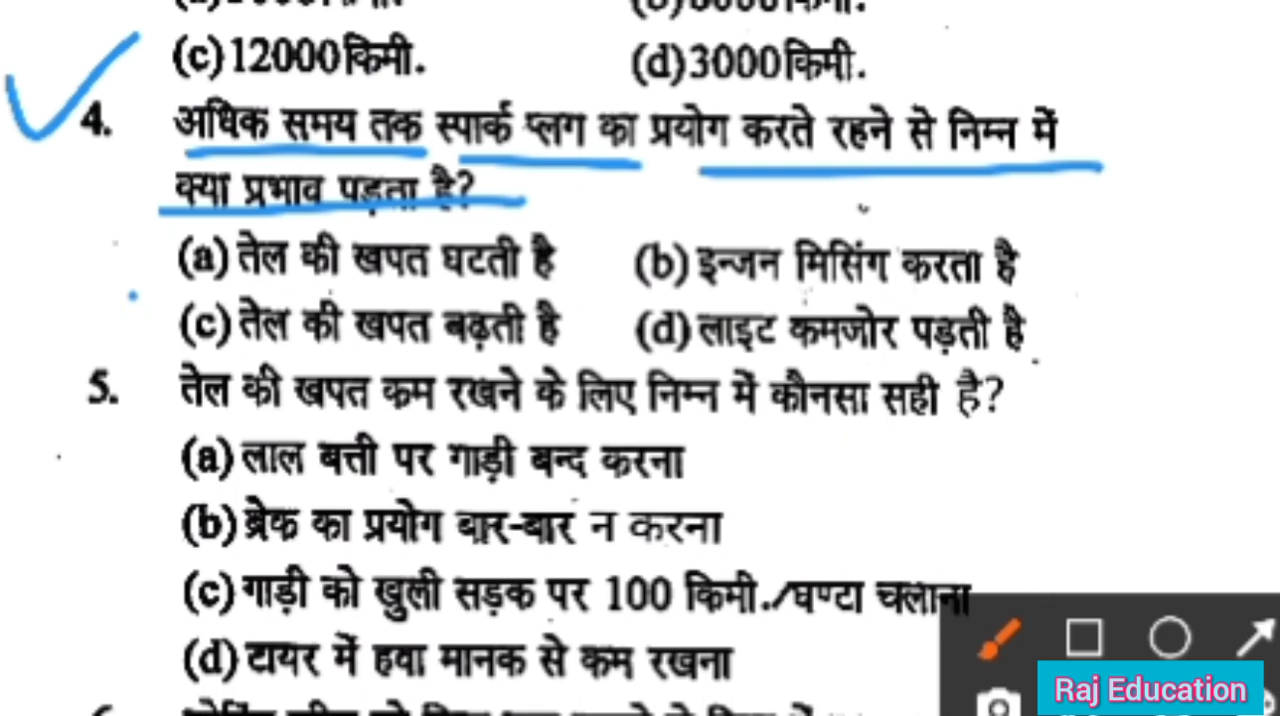 (c) 12000किमी.
(d) 3000किमी.
4. अधिक समय तक स्पार्क प्लग का प्रयोग करते रहने से निम्न में
क्या प्रभाव पड़ता है?
(a) तेल की खपत घटती है
(b) इन्जन मिसिंग करता है
(c) तेल की खपत बढ़ती है
(d) लाइट कमजोर पड़ती है
5. तेल की खपत कम रखने के लिए निम्न में कौनसा सही है?
(a) लाल बत्ती पर गाड़ी बन्द करना
(b) ब्रेक का प्रयोग बार-बार न करना
(c) गाड़ी को खुली सड़क पर 100 किमी./घण्टा चलाना
(d) टायर में हवा मानक से कम रखना
Raj Education